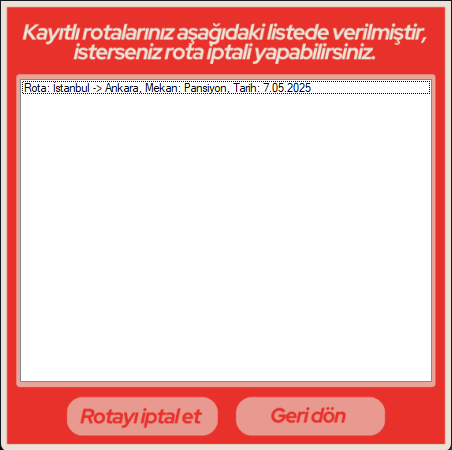 Kayıtlı rotalarınız aşağıdaki listede verilmiştir,
isterseniz rota iptali yapabilirsiniz.
Rota: İstanbul -> Ankara, Mekan: Pansiyon, Tarih: 7.05.2025
Rotayı iptal et
Geri dön